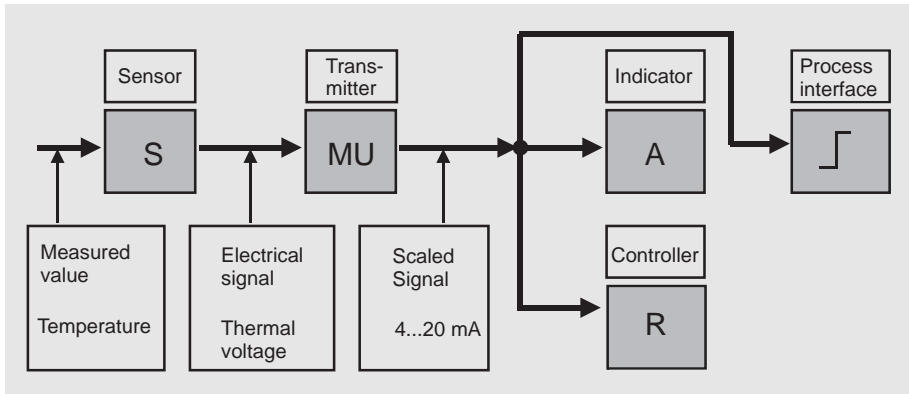 Sensor
S
Trans-
mitter
MU
Indicator
A
Process
interface
Measured
value
Temperature
Electrical
signal
Thermal
voltage
Scaled
Signal
4...20 mA
Controller
R